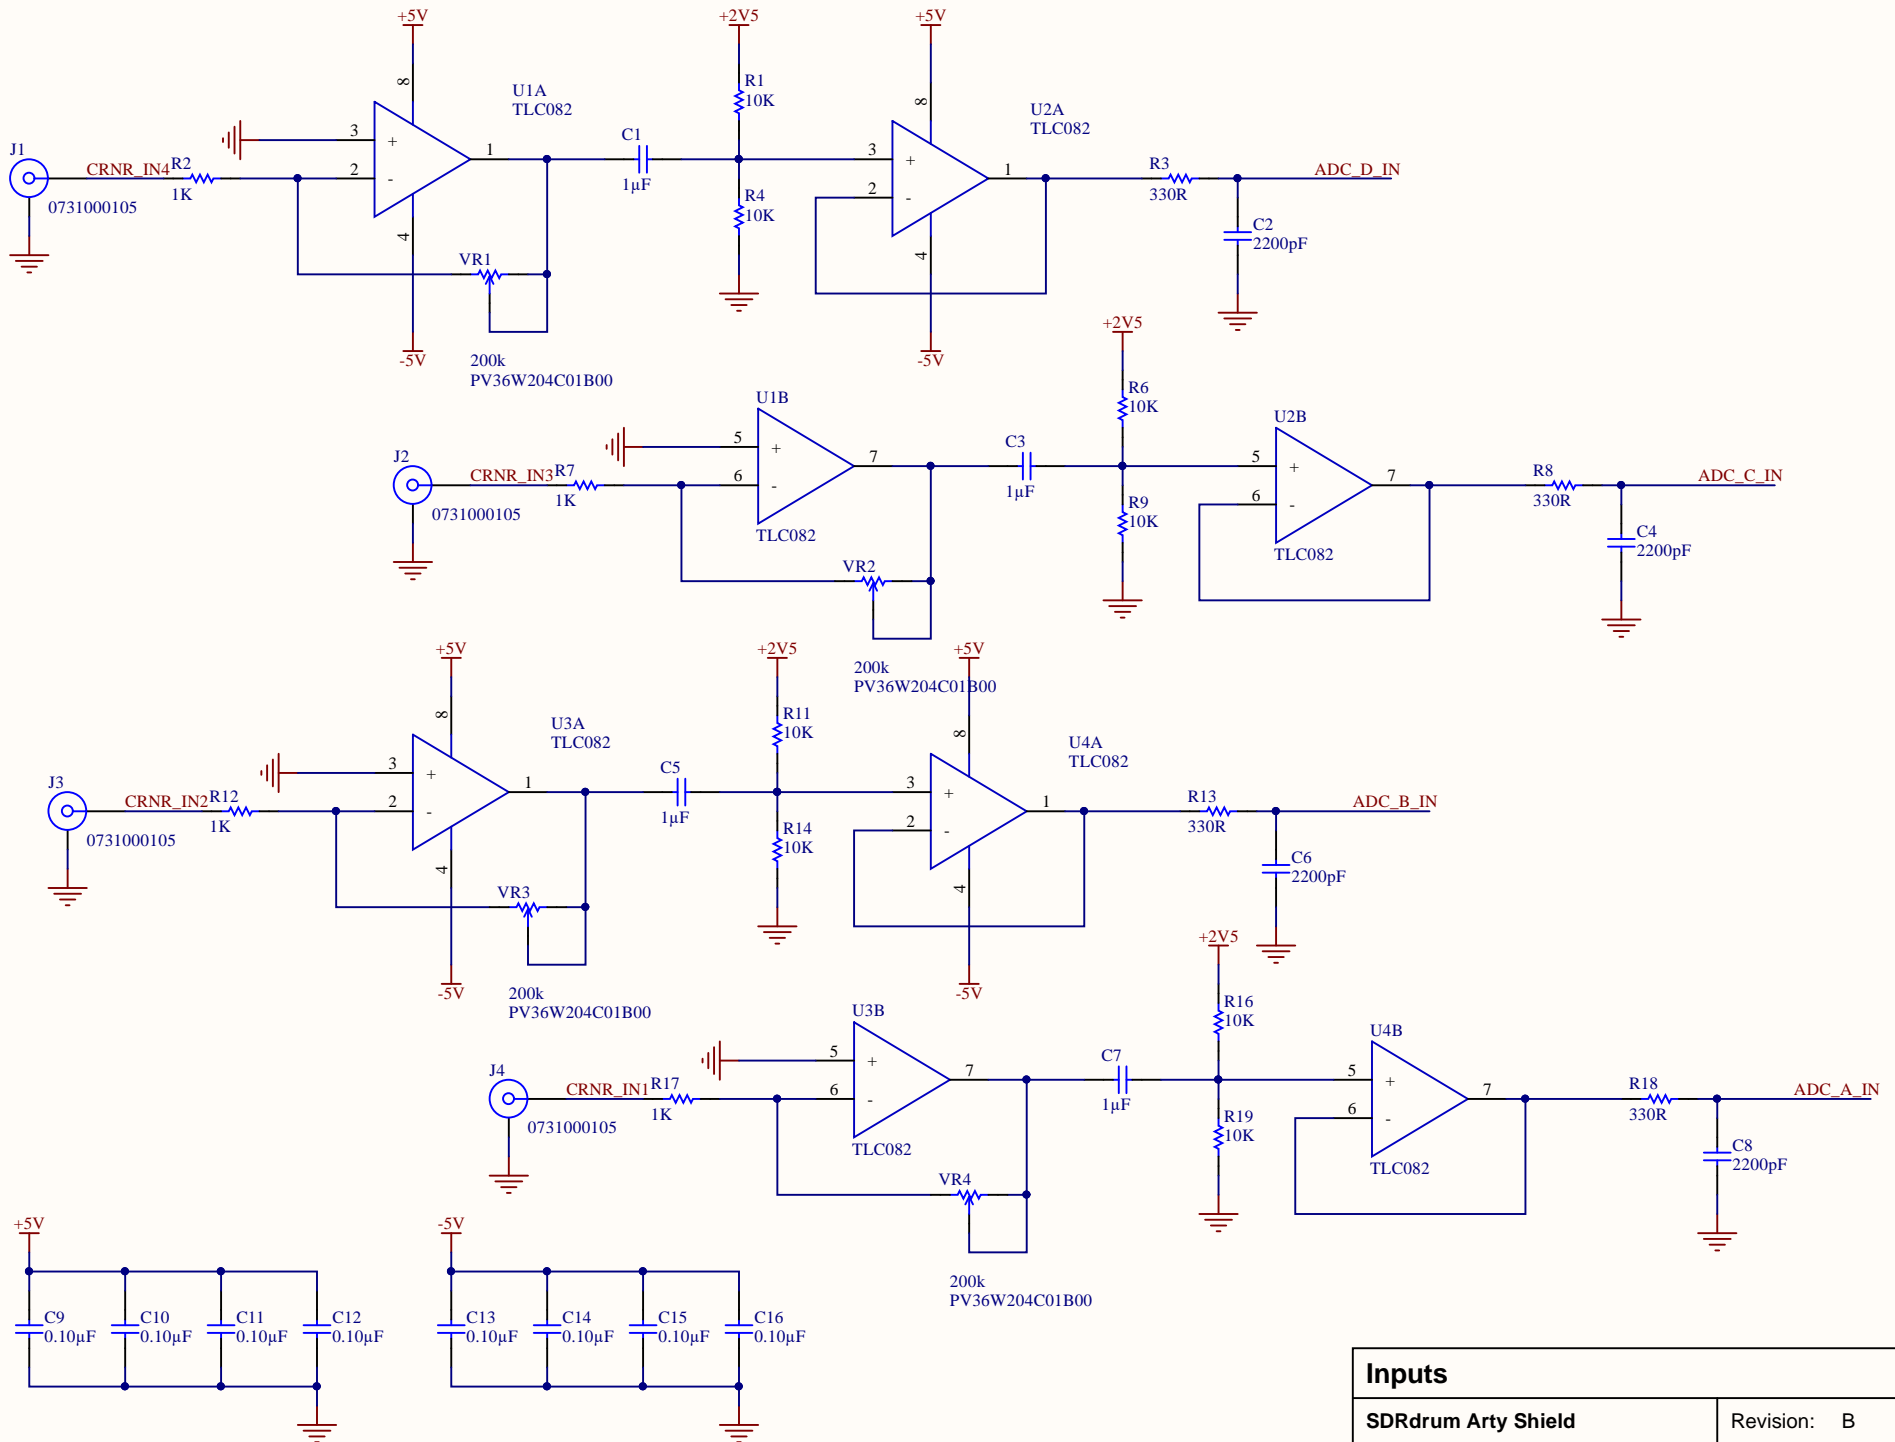 +5V
+2V5
+5V
8
U1A
TLC082
R1
10K
8
U2A
TLC082
J1
CRNR_IN4
R2
1K
0731000105
3
+
2
-
1
4
C1
1µF
R4
10K
3
+
2
-
1
4
R3
330R
ADC_D_IN
C2
2200pF
VR1
200k
PV36W204C01B00
-5V
-5V
+2V5
U1B
R6
10K
U2B
J2
CRNR_IN3
R7
1K
0731000105
5
+
6
-
7
TLC082
C3
1µF
R9
10K
5
+
6
-
7
TLC082
R8
330R
ADC_C_IN
C4
2200pF
VR2
200k
PV36W204C01B00
+5V
+2V5
+5V
8
U3A
TLC082
R11
10K
8
U4A
TLC082
J3
CRNR_IN2
R12
1K
0731000105
3
+
2
-
1
4
C5
1µF
R14
10K
3
+
2
-
1
4
R13
330R
ADC_B_IN
C6
2200pF
VR3
200k
PV36W204C01B00
-5V
-5V
+2V5
U3B
R16
10K
U4B
J4
CRNR_IN1
R17
1K
0731000105
5
+
6
-
7
TLC082
C7
1µF
R19
10K
5
+
6
-
7
TLC082
R18
330R
ADC_A_IN
C8
2200pF
VR4
200k
PV36W204C01B00
+5V
C9
0.10µF
C10
0.10µF
C11
0.10µF
C12
0.10µF
-5V
C13
0.10µF
C14
0.10µF
C15
0.10µF
C16
0.10µF
Inputs
SDRdrum Arty Shield
Revision: B